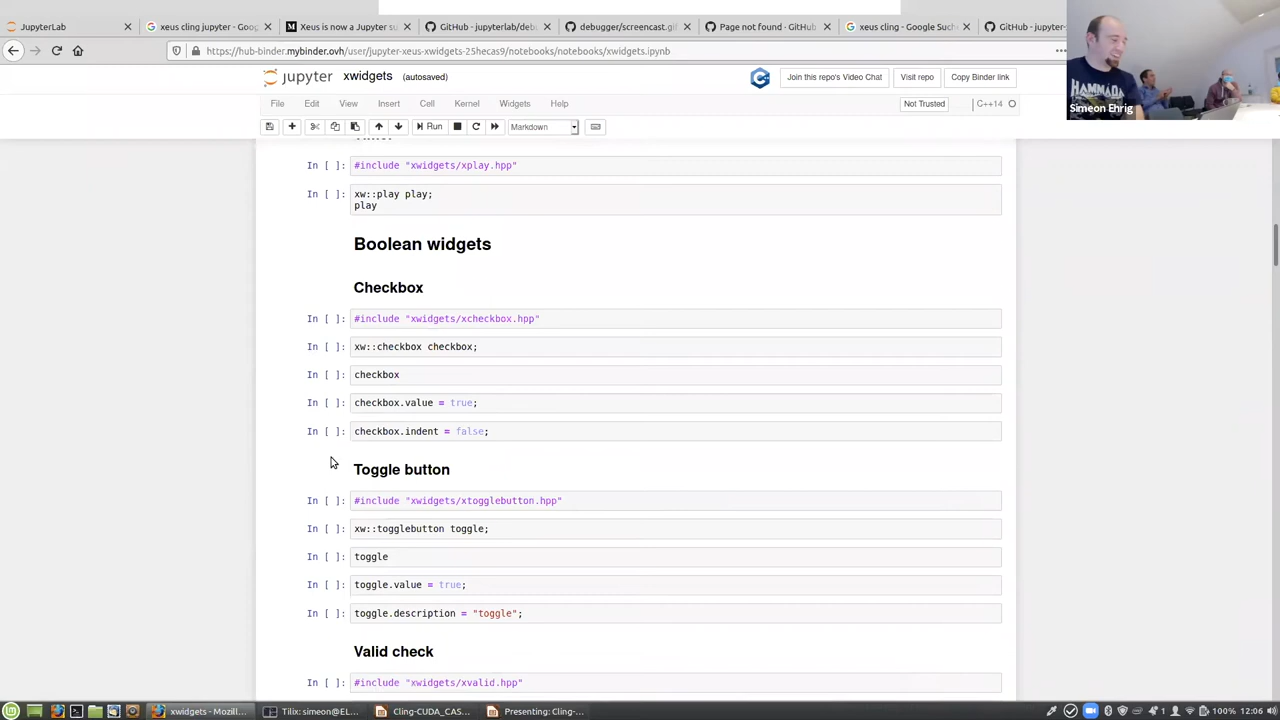 JupyterLab
xeus cling jupyter - Goo
Xeus is now a Jupyter su
GitHub - jupyterlab/deb
debugger/screencast.gif
Page not found · GitHub
xeus cling - Google Such
GitHub - jupyter-
https://hub-binder.mybinder.ovh/user/jupyter-xeus-xwidgets-25hecas9/notebooks/notebooks/xwidgets.ipynb
jupyter xwidgets (autosaved)
Join this repo's Video Chat
Visit repo
Copy Binder link
HAMMADA
Simeon Ehrig
File Edit View Insert Cell Kernel Widgets Help
Not Trusted
C++14
Run
Markdown
In [ ]: #include "xwidgets/xplay.hpp"
In [ ]: xw::play play;
play
Boolean widgets
Checkbox
In [ ]: #include "xwidgets/xcheckbox.hpp"
In [ ]: xw::checkbox checkbox;
In [ ]: checkbox
In [ ]: checkbox.value = true;
In [ ]: checkbox.indent = false;
Toggle button
In [ ]: #include "xwidgets/xtogglebutton.hpp"
In [ ]: xw::togglebutton toggle;
In [ ]: toggle
In [ ]: toggle.value = true;
In [ ]: toggle.description = "toggle";
Valid check
In [ ]: #include "xwidgets/xvalid.hpp"
xwidgets - Mozil...
Tilix: simeon@EL...
Cling-CUDA_CAS...
Presenting: Cling-...
1
100%
12:06